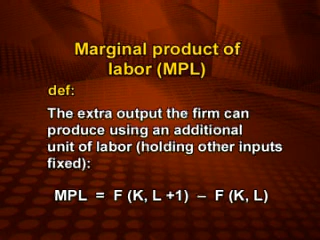 Marginal product of
labor (MPL)
def:
The extra output the firm can
produce using an additional
unit of labor (holding other inputs
fixed):
MPL = F (K, L +1) – F (K, L)